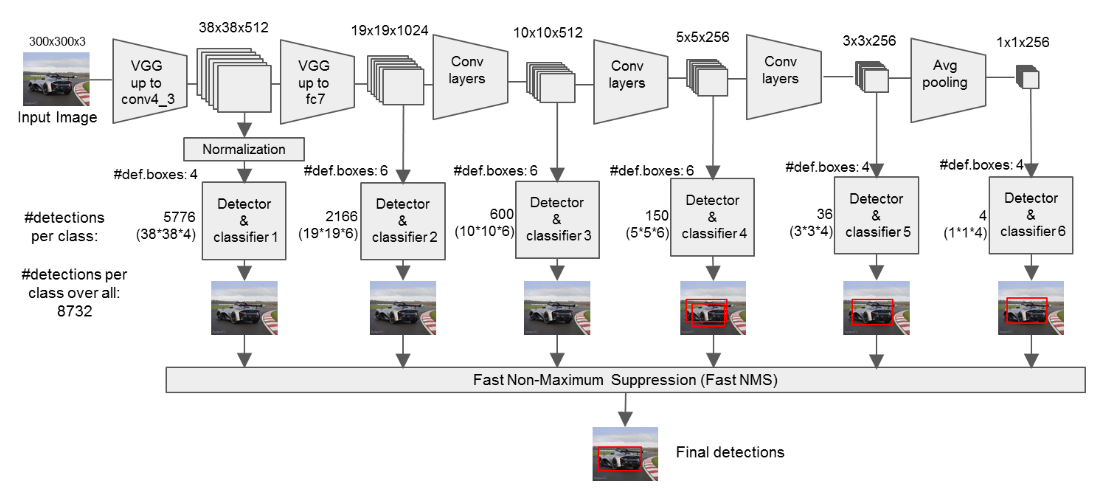 300x300x3
Input Image
VGG
up to
conv4_3
38x38x512
VGG
up to
fc7
19x19x1024
Conv
layers
10x10x512
Conv
layers
5x5x256
Conv
layers
3x3x256
Avg
pooling
1x1x256
Normalization
#def.boxes: 4
#def.boxes: 6
#def.boxes: 6
#def.boxes: 6
#def.boxes: 4
#def.boxes: 4
#detections
per class:
5776
(38*38*4)
Detector
&
classifier 1
2166
(19*19*6)
Detector
&
classifier 2
600
(10*10*6)
Detector
&
classifier 3
150
(5*5*6)
Detector
&
classifier 4
36
(3*3*4)
Detector
&
classifier 5
4
(1*1*4)
Detector
&
classifier 6
#detections per
class over all:
8732
Fast Non-Maximum Suppression (Fast NMS)
Final detections